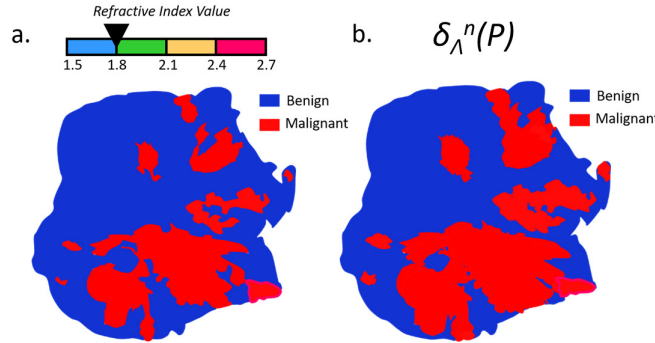 Refractive Index Value
a.
1.5 1.8 2.1 2.4 2.7
Benign
Malignant
b. δΛⁿ(P)
Benign
Malignant